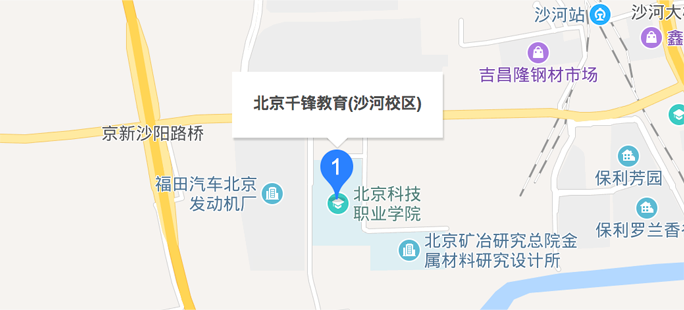 沙河站
沙河大
鑫
吉昌隆钢材市场
北京千锋教育(沙河校区)
京新沙阳路桥
1
福田汽车北京
发动机厂
北京科技
职业学院
保利芳园
保利罗兰香
北京矿冶研究总院金
属材料研究设计所